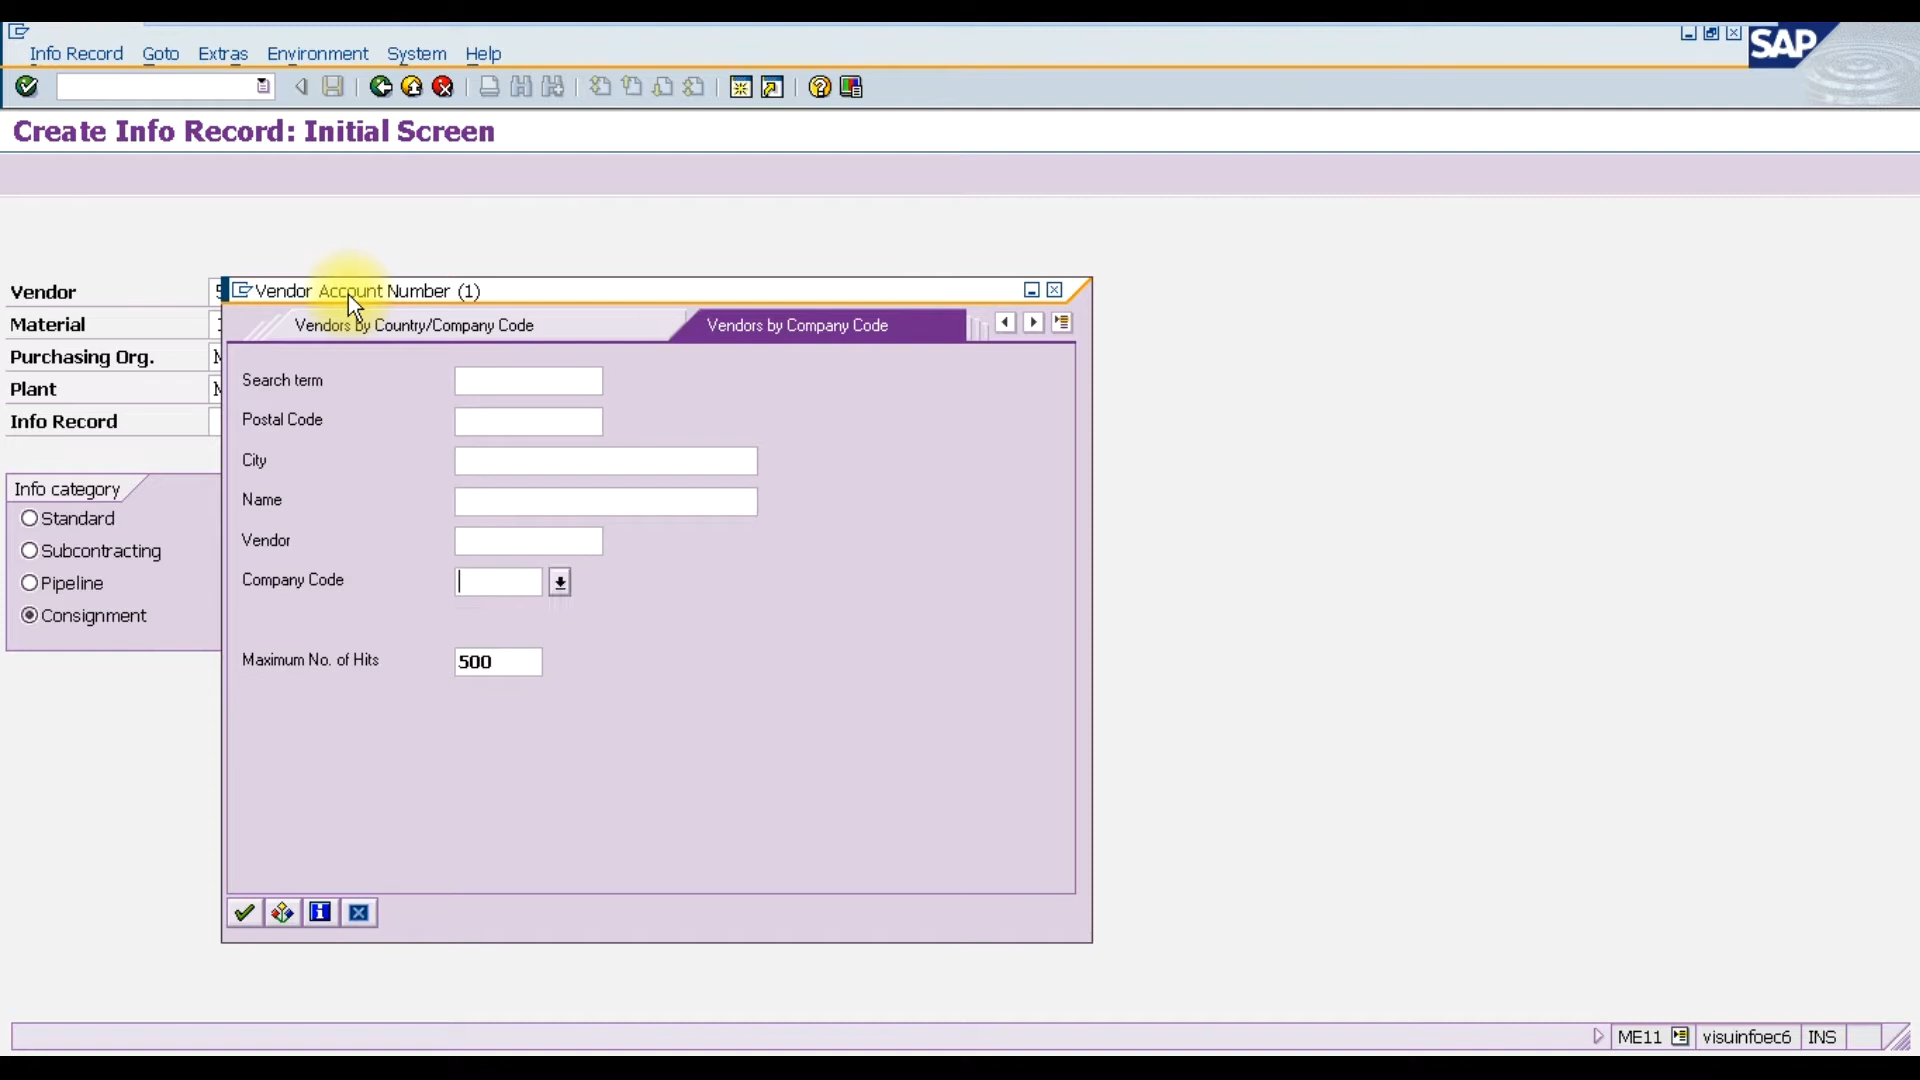 Info Record Goto Extras Environment System Help
SAP
Create Info Record: Initial Screen
Vendor
Material
Purchasing Org.
Plant
Info Record
Info category
Standard
Subcontracting
Pipeline
Consignment
Vendor Account Number (1)
Vendors by Country/Company Code Vendors by Company Code
Search term
Postal Code
City
Name
Vendor
Company Code
Maximum No. of Hits 500
ME11 visuinfoec6 INS